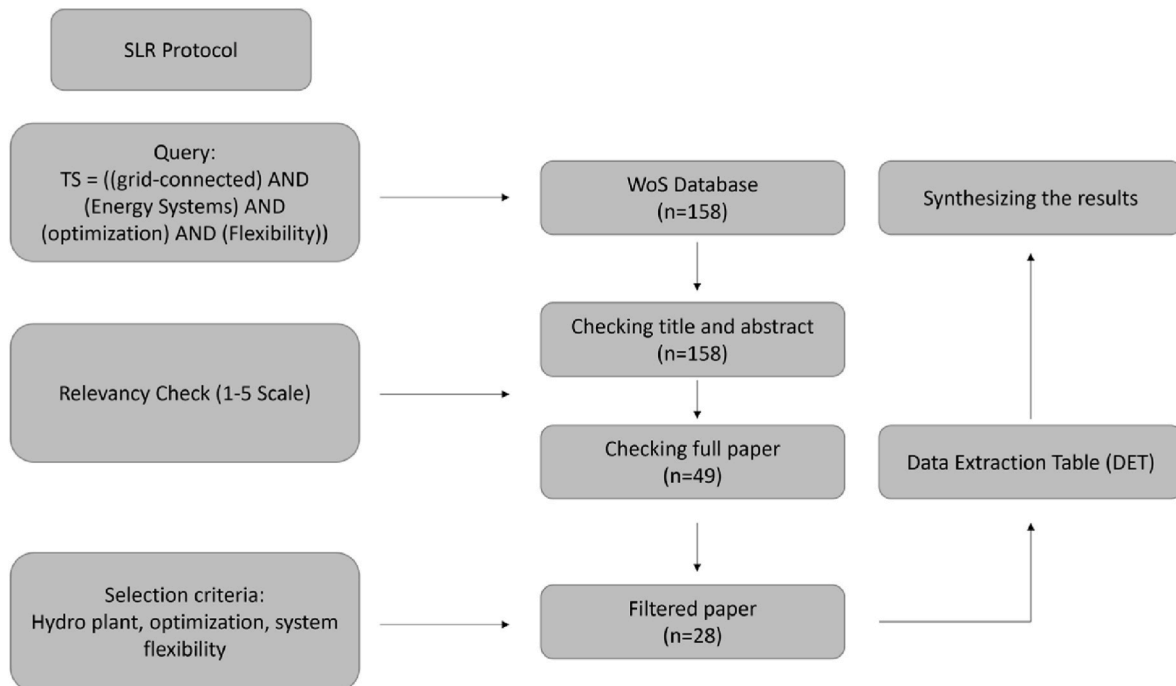 SLR Protocol
Query:
TS = ((grid-connected) AND
(Energy Systems) AND
(optimization) AND (Flexibility))
Relevancy Check (1-5 Scale)
Selection criteria:
Hydro plant, optimization, system
flexibility
WoS Database
(n=158)
Checking title and abstract
(n=158)
Checking full paper
(n=49)
Filtered paper
(n=28)
Synthesizing the results
Data Extraction Table (DET)